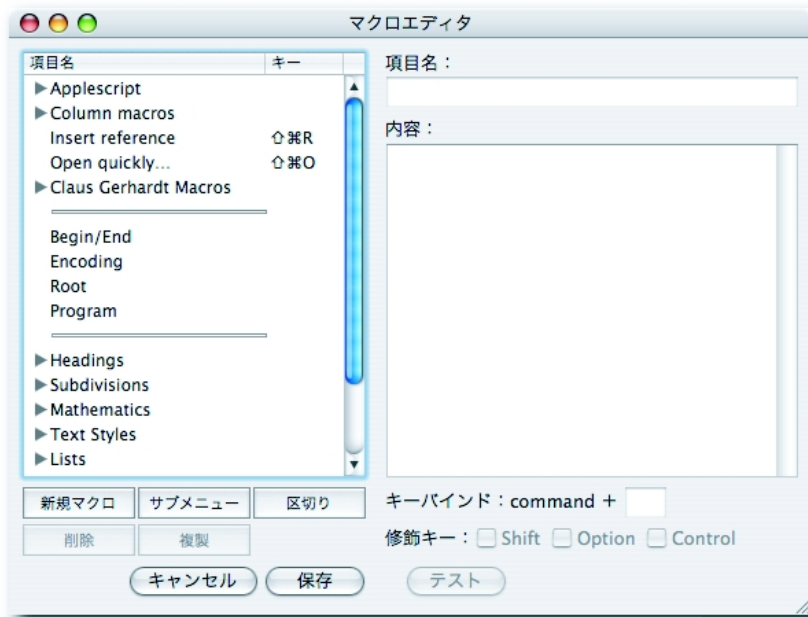 マクロエディタ
項目名 キー
Applescript
Column macros
Insert reference ⇧⌘R
Open quickly... ⇧⌘O
Claus Gerhardt Macros
Begin/End
Encoding
Root
Program
Headings
Subdivisions
Mathematics
Text Styles
Lists
新規マクロ サブメニュー 区切り
削除 複製
キャンセル 保存
項目名：
内容：
キーバインド：command +
修飾キー： Shift Option Control
テスト